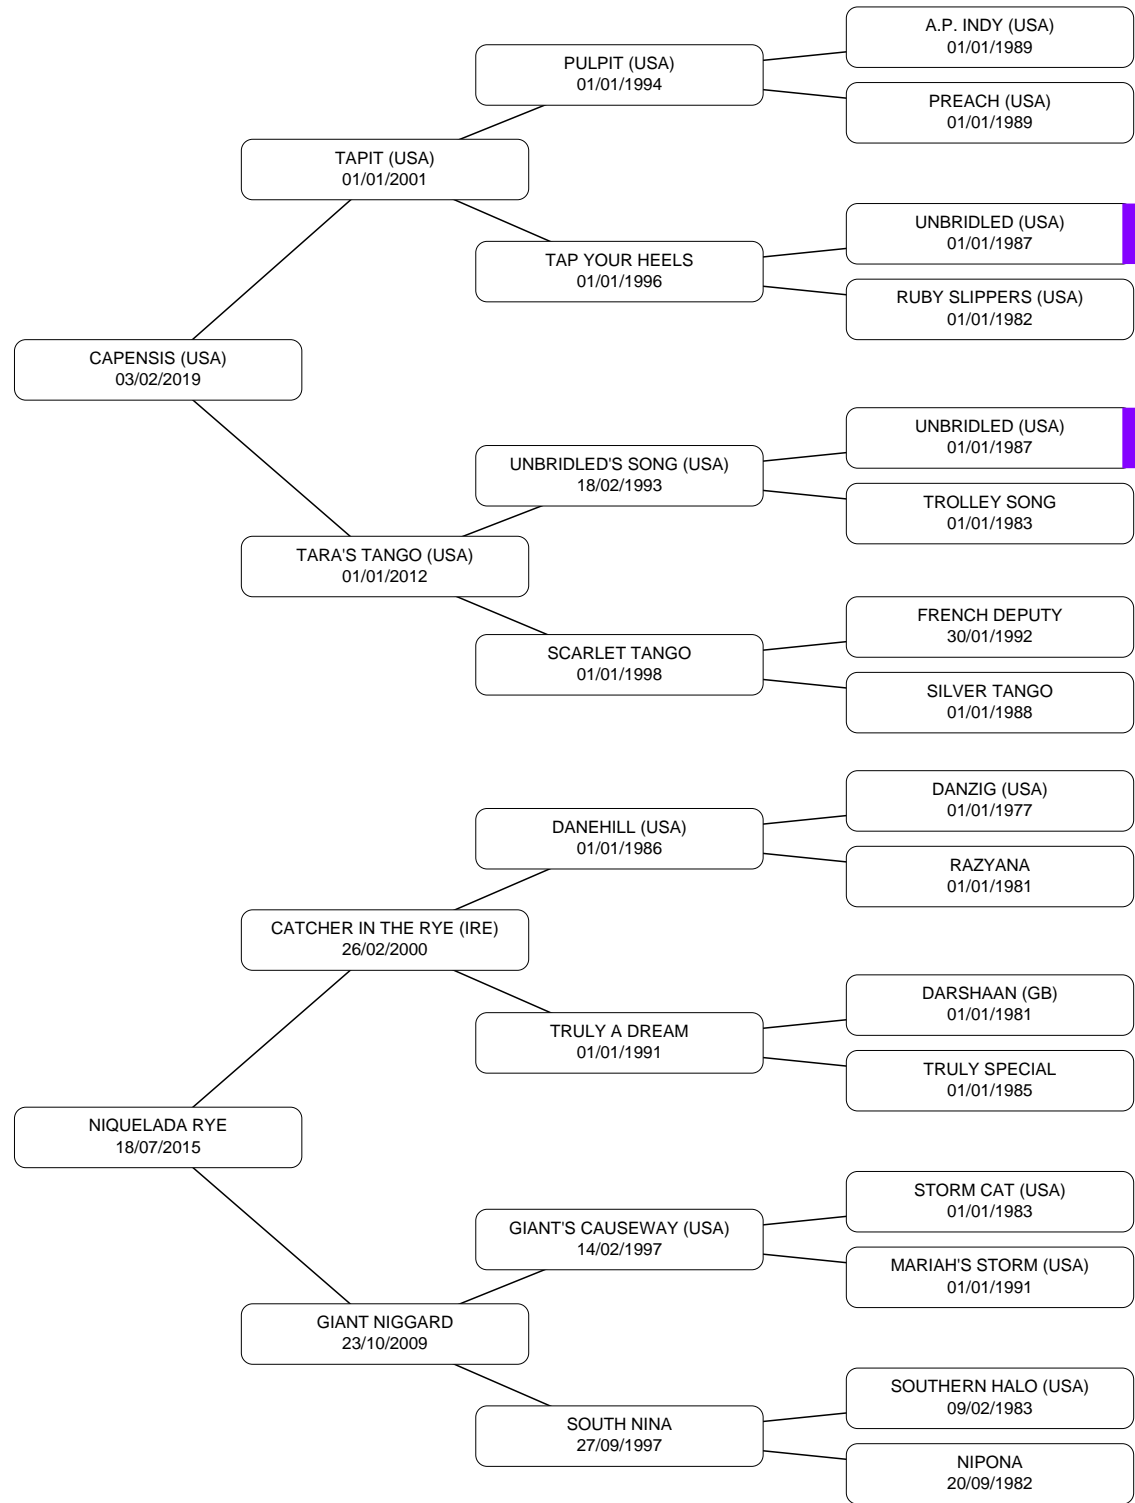 A.P. INDY (USA)
01/01/1989
PULPIT (USA)
01/01/1994
PREACH (USA)
01/01/1989
TAPIT (USA)
01/01/2001
UNBRIDLED (USA)
01/01/1987
TAP YOUR HEELS
01/01/1996
RUBY SLIPPERS (USA)
01/01/1982
CAPENSIS (USA)
03/02/2019
UNBRIDLED (USA)
01/01/1987
UNBRIDLED'S SONG (USA)
18/02/1993
TROLLEY SONG
01/01/1983
TARA'S TANGO (USA)
01/01/2012
FRENCH DEPUTY
30/01/1992
SCARLET TANGO
01/01/1998
SILVER TANGO
01/01/1988
DANZIG (USA)
01/01/1977
DANEHILL (USA)
01/01/1986
RAZYANA
01/01/1981
CATCHER IN THE RYE (IRE)
26/02/2000
DARSHAAN (GB)
01/01/1981
TRULY A DREAM
01/01/1991
TRULY SPECIAL
01/01/1985
NIQUELADA RYE
18/07/2015
STORM CAT (USA)
01/01/1983
GIANT'S CAUSEWAY (USA)
14/02/1997
MARIAH'S STORM (USA)
01/01/1991
GIANT NIGGARD
23/10/2009
SOUTHERN HALO (USA)
09/02/1983
SOUTH NINA
27/09/1997
NIPONA
20/09/1982